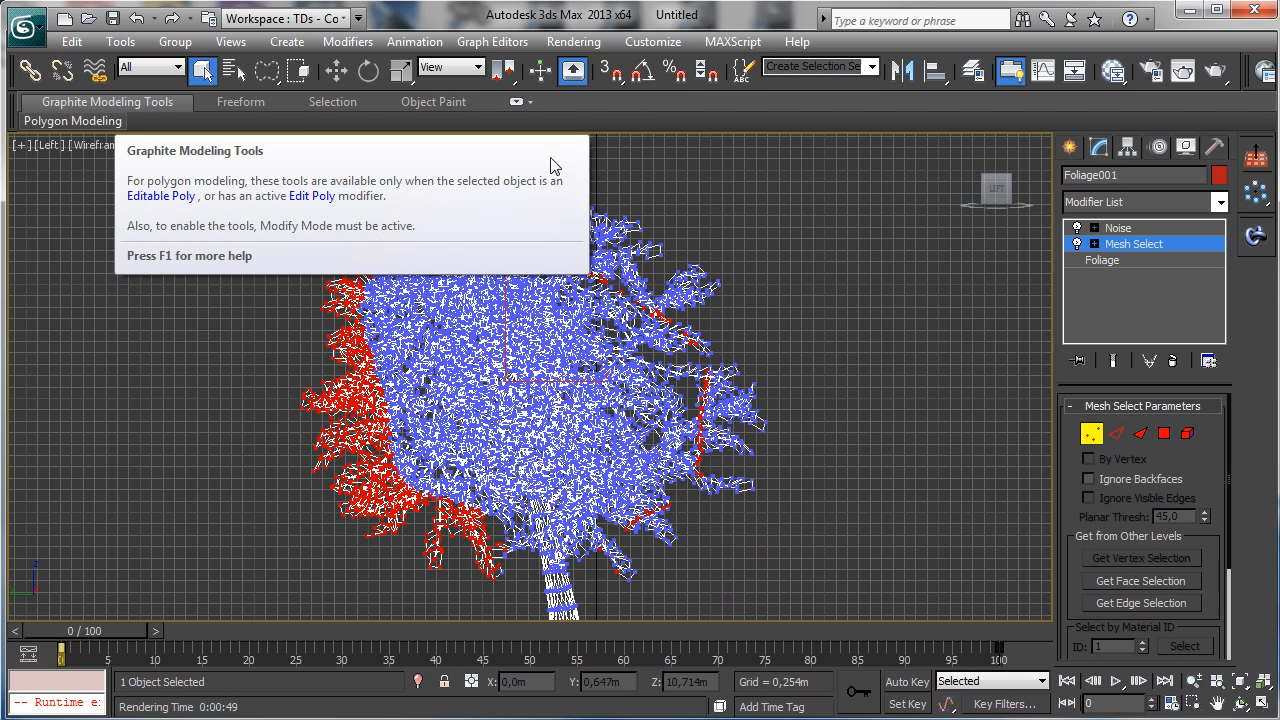 Workspace : TDs - Co
Autodesk 3ds Max 2013 x64 Untitled
Type a keyword or phrase
Edit Tools Group Views Create Modifiers Animation Graph Editors Rendering Customize MAXScript Help
All
View
Create Selection Se
Graphite Modeling Tools Freeform Selection Object Paint
Polygon Modeling
[+] [Left] [Wirefram
Graphite Modeling Tools
For polygon modeling, these tools are available only when the selected object is an
Editable Poly , or has an active Edit Poly modifier.
Also, to enable the tools, Modify Mode must be active.
Press F1 for more help
LEFT
Foliage001
Modifier List
Noise
Mesh Select
Foliage
- Mesh Select Parameters
By Vertex
Ignore Backfaces
Ignore Visible Edges
Planar Thresh: 45,0
Get from Other Levels
Get Vertex Selection
Get Face Selection
Get Edge Selection
Select by Material ID
ID: 1 Select
z
< 0 / 100 >
0 5 10 15 20 25 30 35 40 45 50 55 60 65 70 75 80 85 90 95 100
1 Object Selected
X: 0,0m Y: 0,647m Z: 10,714m Grid = 0,254m
Auto Key Selected
-- Runtime e:
Rendering Time 0:00:49
Add Time Tag
Set Key Key Filters...
0